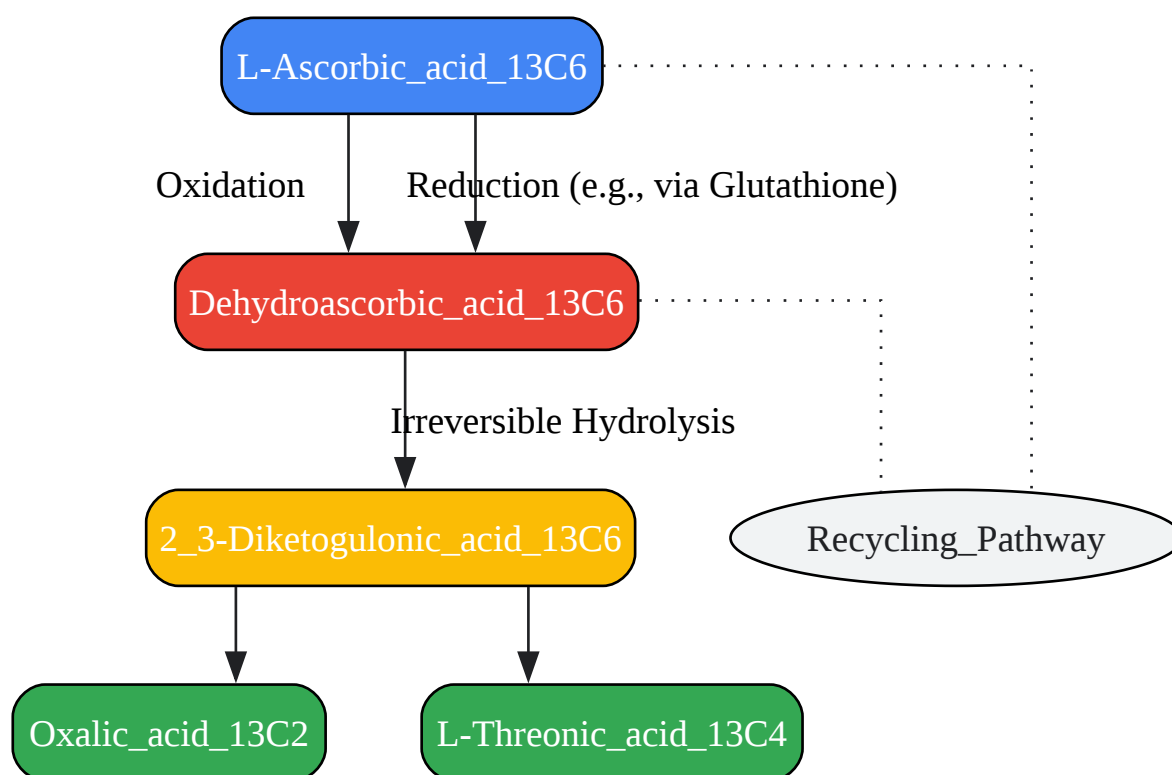 L-Ascorbic_acid_13C6
Oxidation
Reduction (e.g., via Glutathione)
Dehydroascorbic_acid_13C6
Irreversible Hydrolysis
2_3-Diketogulonic_acid_13C6
Recycling_Pathway
Oxalic_acid_13C2
L-Threonic_acid_13C4